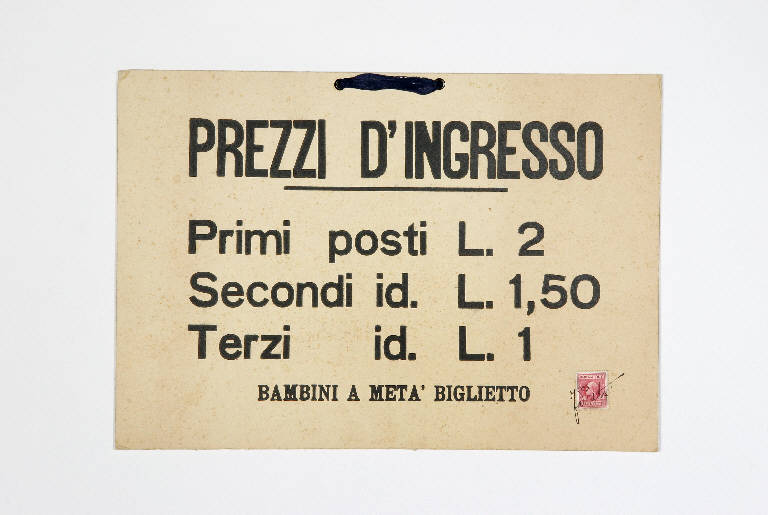 PREZZI D'INGRESSO
Primi posti L. 2
Secondi id. L. 1,50
Terzi id. L. 1
BAMBINI A META' BIGLIETTO